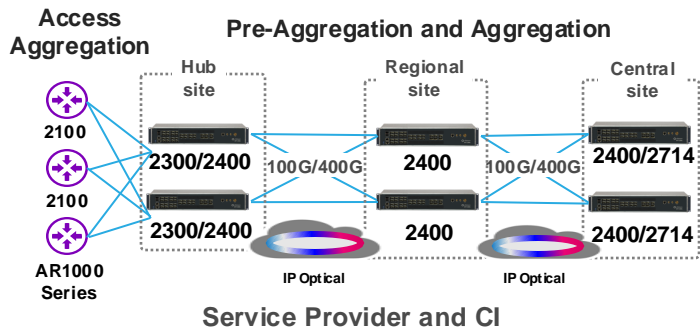 Access
Aggregation
Pre-Aggregation and Aggregation
Hub
site
Regional
site
Central
site
2100
2100
AR1000
Series
2300/2400
2300/2400
100G/400G
2400
2400
100G/400G
2400/2714
2400/2714
IP Optical
IP Optical
Service Provider and CI